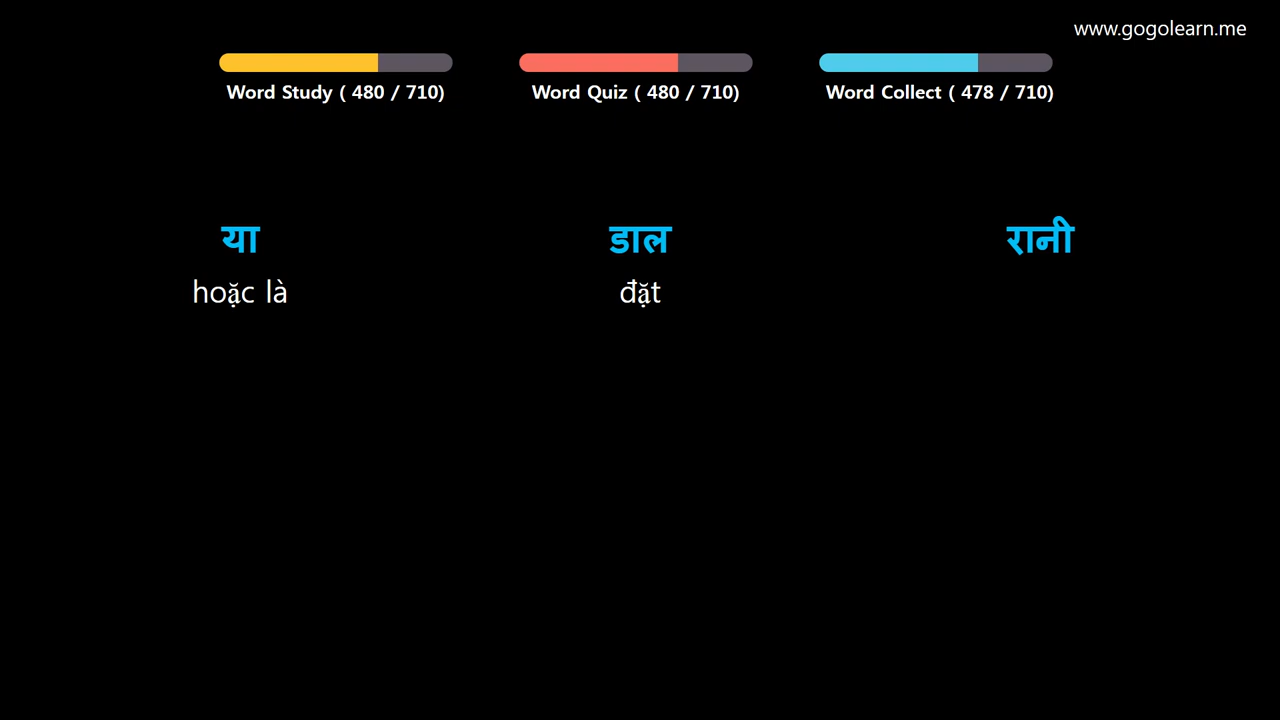 www.gogolearn.me
Word Study ( 480 / 710)
Word Quiz ( 480 / 710)
Word Collect ( 478 / 710)
या
डाल
रानी
hoặc là
đặt